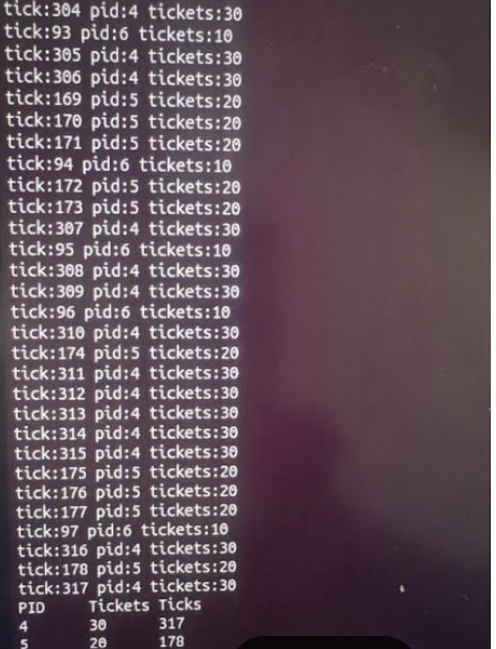 tick:304 pid:4 tickets:30
tick:93 pid:6 tickets:10
tick:305 pid:4 tickets:30
tick:306 pid:4 tickets:30
tick:169 pid:5 tickets:20
tick:170 pid:5 tickets:20
tick:171 pid:5 tickets:20
tick:94 pid:6 tickets:10
tick:172 pid:5 tickets:20
tick:173 pid:5 tickets:20
tick:307 pid:4 tickets:30
tick:95 pid:6 tickets:10
tick:308 pid:4 tickets:30
tick:309 pid:4 tickets:30
tick:96 pid:6 tickets:10
tick:310 pid:4 tickets:30
tick:174 pid:5 tickets:20
tick:311 pid:4 tickets:30
tick:312 pid:4 tickets:30
tick:313 pid:4 tickets:30
tick:314 pid:4 tickets:30
tick:315 pid:4 tickets:30
tick:175 pid:5 tickets:20
tick:176 pid:5 tickets:20
tick:177 pid:5 tickets:20
tick:97 pid:6 tickets:10
tick:316 pid:4 tickets:30
tick:178 pid:5 tickets:20
tick:317 pid:4 tickets:30
PID Tickets Ticks
4 30 317
5 20 178